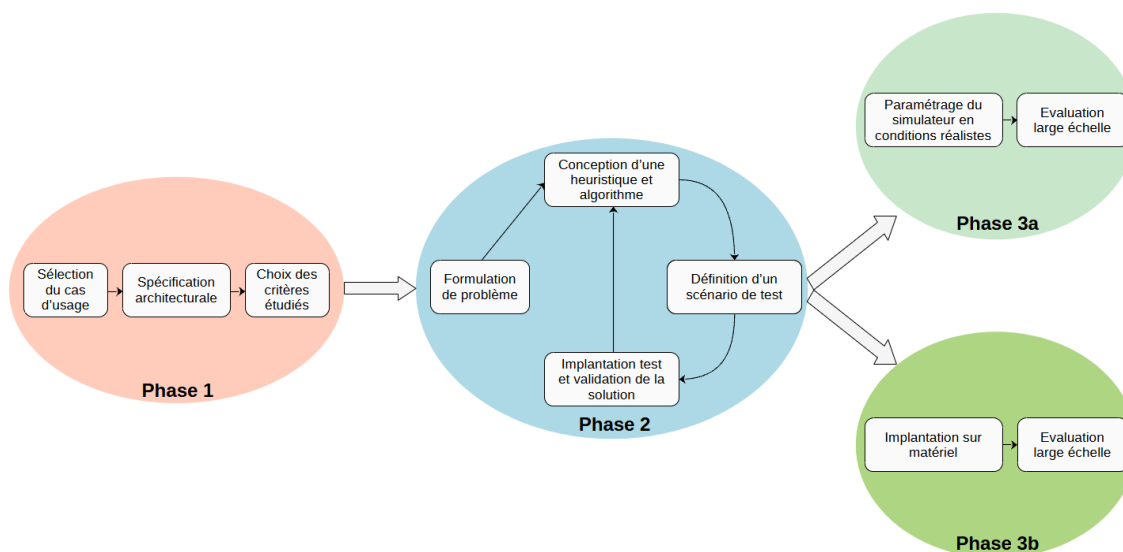 Sélection
du cas
d'usage
Spécification
architecturale
Choix des
critères
étudiés
Phase 1
Conception d'une
heuristique et
algorithme
Formulation
de problème
Définition d'un
scénario de test
Implantation test
et validation de la
solution
Phase 2
Paramétrage du
simulateur en
conditions réalistes
Evaluation
large échelle
Phase 3a
Implantation sur
matériel
Evaluation
large échelle
Phase 3b